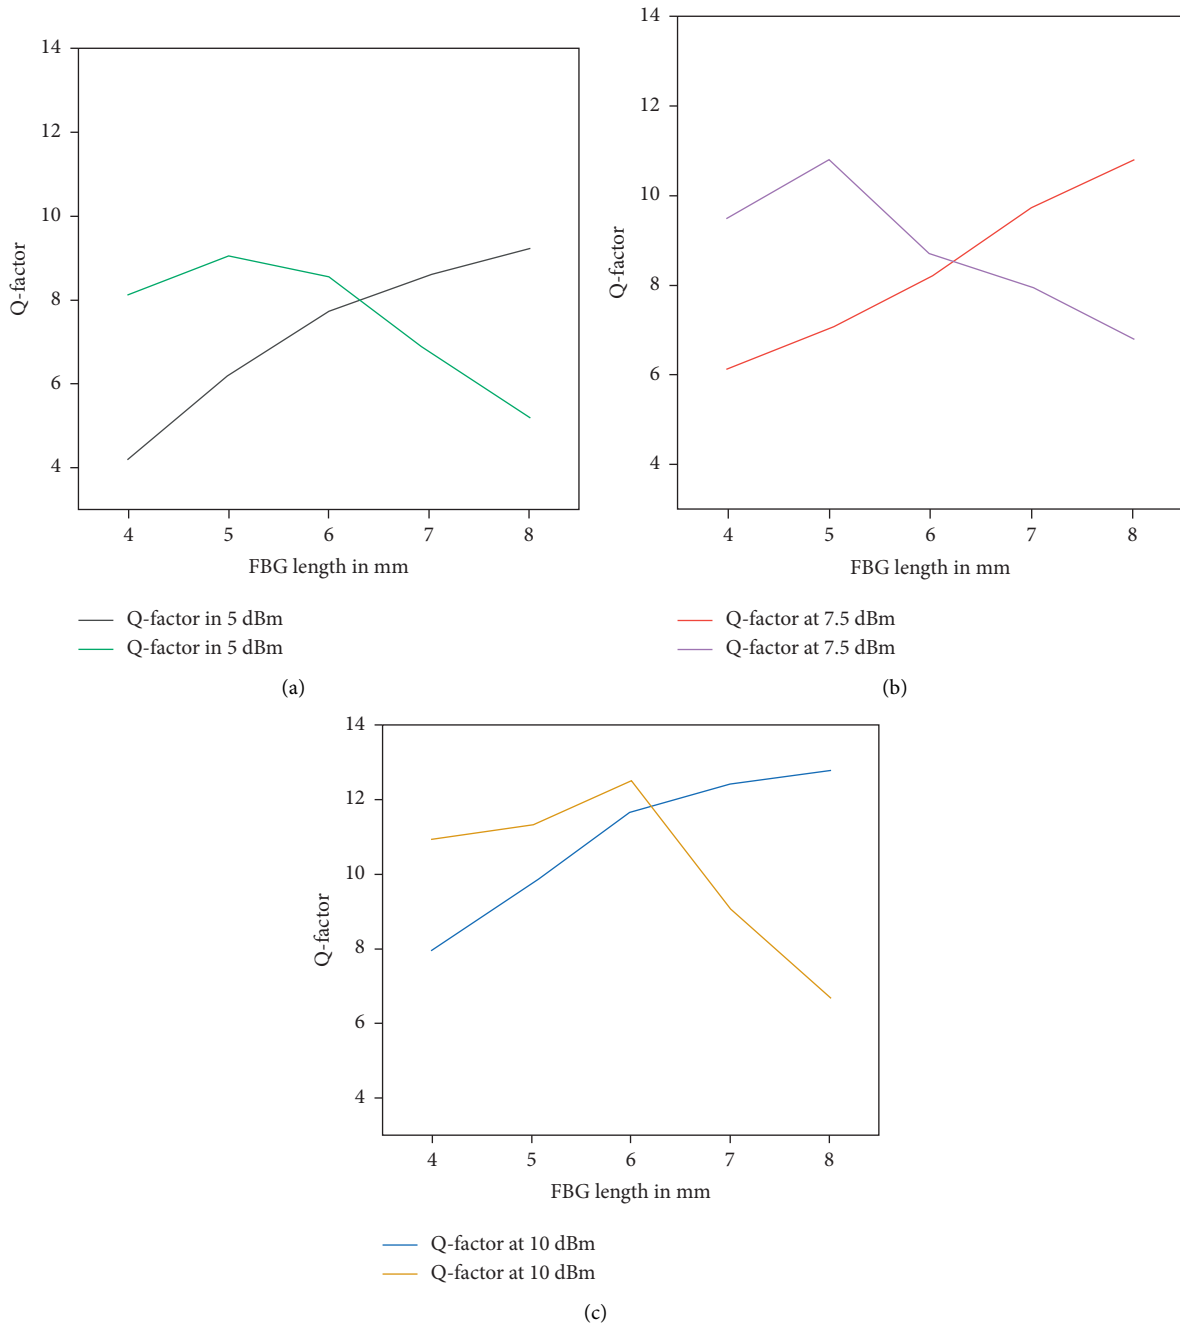 14
12
10
8
6
4
Q-factor
4 5 6 7 8
FBG length in mm
Q-factor in 5 dBm
Q-factor in 5 dBm
(a)
14
12
10
8
6
4
Q-factor
4 5 6 7 8
FBG length in mm
Q-factor at 7.5 dBm
Q-factor at 7.5 dBm
(b)
14
12
10
8
6
4
Q-factor
4 5 6 7 8
FBG length in mm
Q-factor at 10 dBm
Q-factor at 10 dBm
(c)